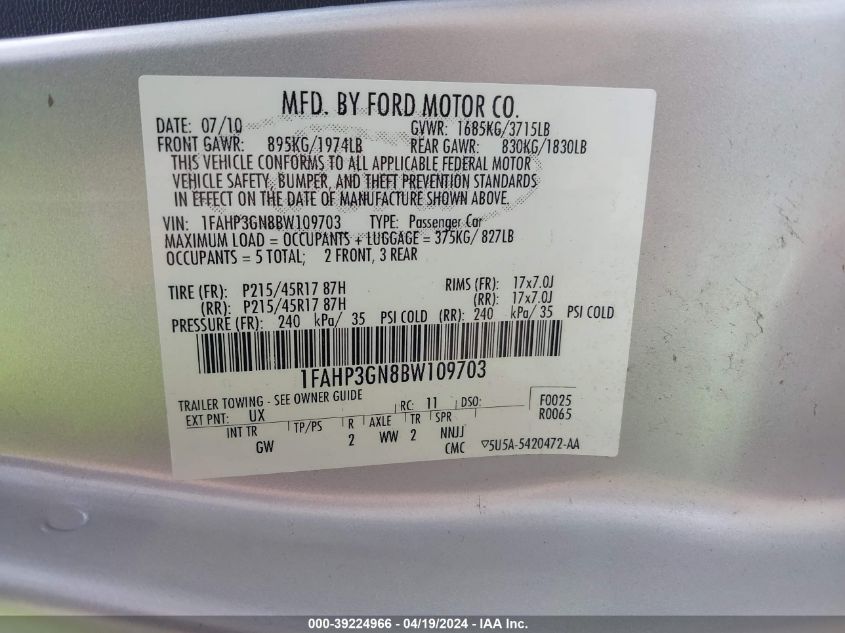 MFD. BY FORD MOTOR CO.
DATE: 07/10 GVWR: 1685KG/3715LB
FRONT GAWR: 895KG/1974LB REAR GAWR: 830KG/1830LB
THIS VEHICLE CONFORMS TO ALL APPLICABLE FEDERAL MOTOR
VEHICLE SAFETY, BUMPER, AND THEFT PREVENTION STANDARDS
IN EFFECT ON THE DATE OF MANUFACTURE SHOWN ABOVE.
VIN: 1FAHP3GN8BW109703 TYPE: Passenger Car
MAXIMUM LOAD = OCCUPANTS + LUGGAGE = 375KG/ 827LB
OCCUPANTS = 5 TOTAL; 2 FRONT, 3 REAR
TIRE (FR): P215/45R17 87H RIMS (FR): 17x7.0J
(RR): P215/45R17 87H (RR): 17x7.0J
PRESSURE (FR): 240 kPa/ 35 PSI COLD (RR): 240 kPa/ 35 PSI COLD
1FAHP3GN8BW109703
TRAILER TOWING - SEE OWNER GUIDE
EXT PNT: UX RC: 11 DSO: F0025
R0065
INT TR TP/PS R AXLE TR SPR
GW 2 WW 2 NNJJ
CMC ▽5U5A-5420472-AA
000-39224966 - 04/19/2024 - IAA Inc.